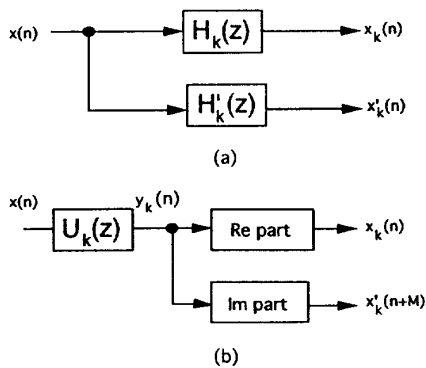 x(n)
H_k(z)
x_k(n)
H'_k(z)
x'_k(n)
(a)
x(n)
U_k(z)
y_k(n)
Re part
x_k(n)
Im part
x'_k(n+M)
(b)